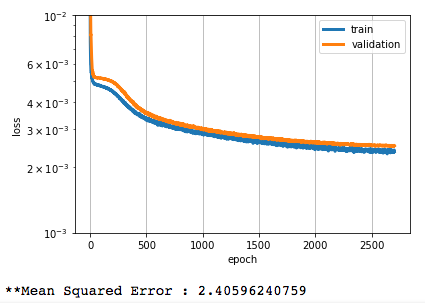 10⁻²
train
validation
6 × 10⁻³
4 × 10⁻³
loss
3 × 10⁻³
2 × 10⁻³
10⁻³
0 500 1000 1500 2000 2500
epoch
**Mean Squared Error : 2.40596240759